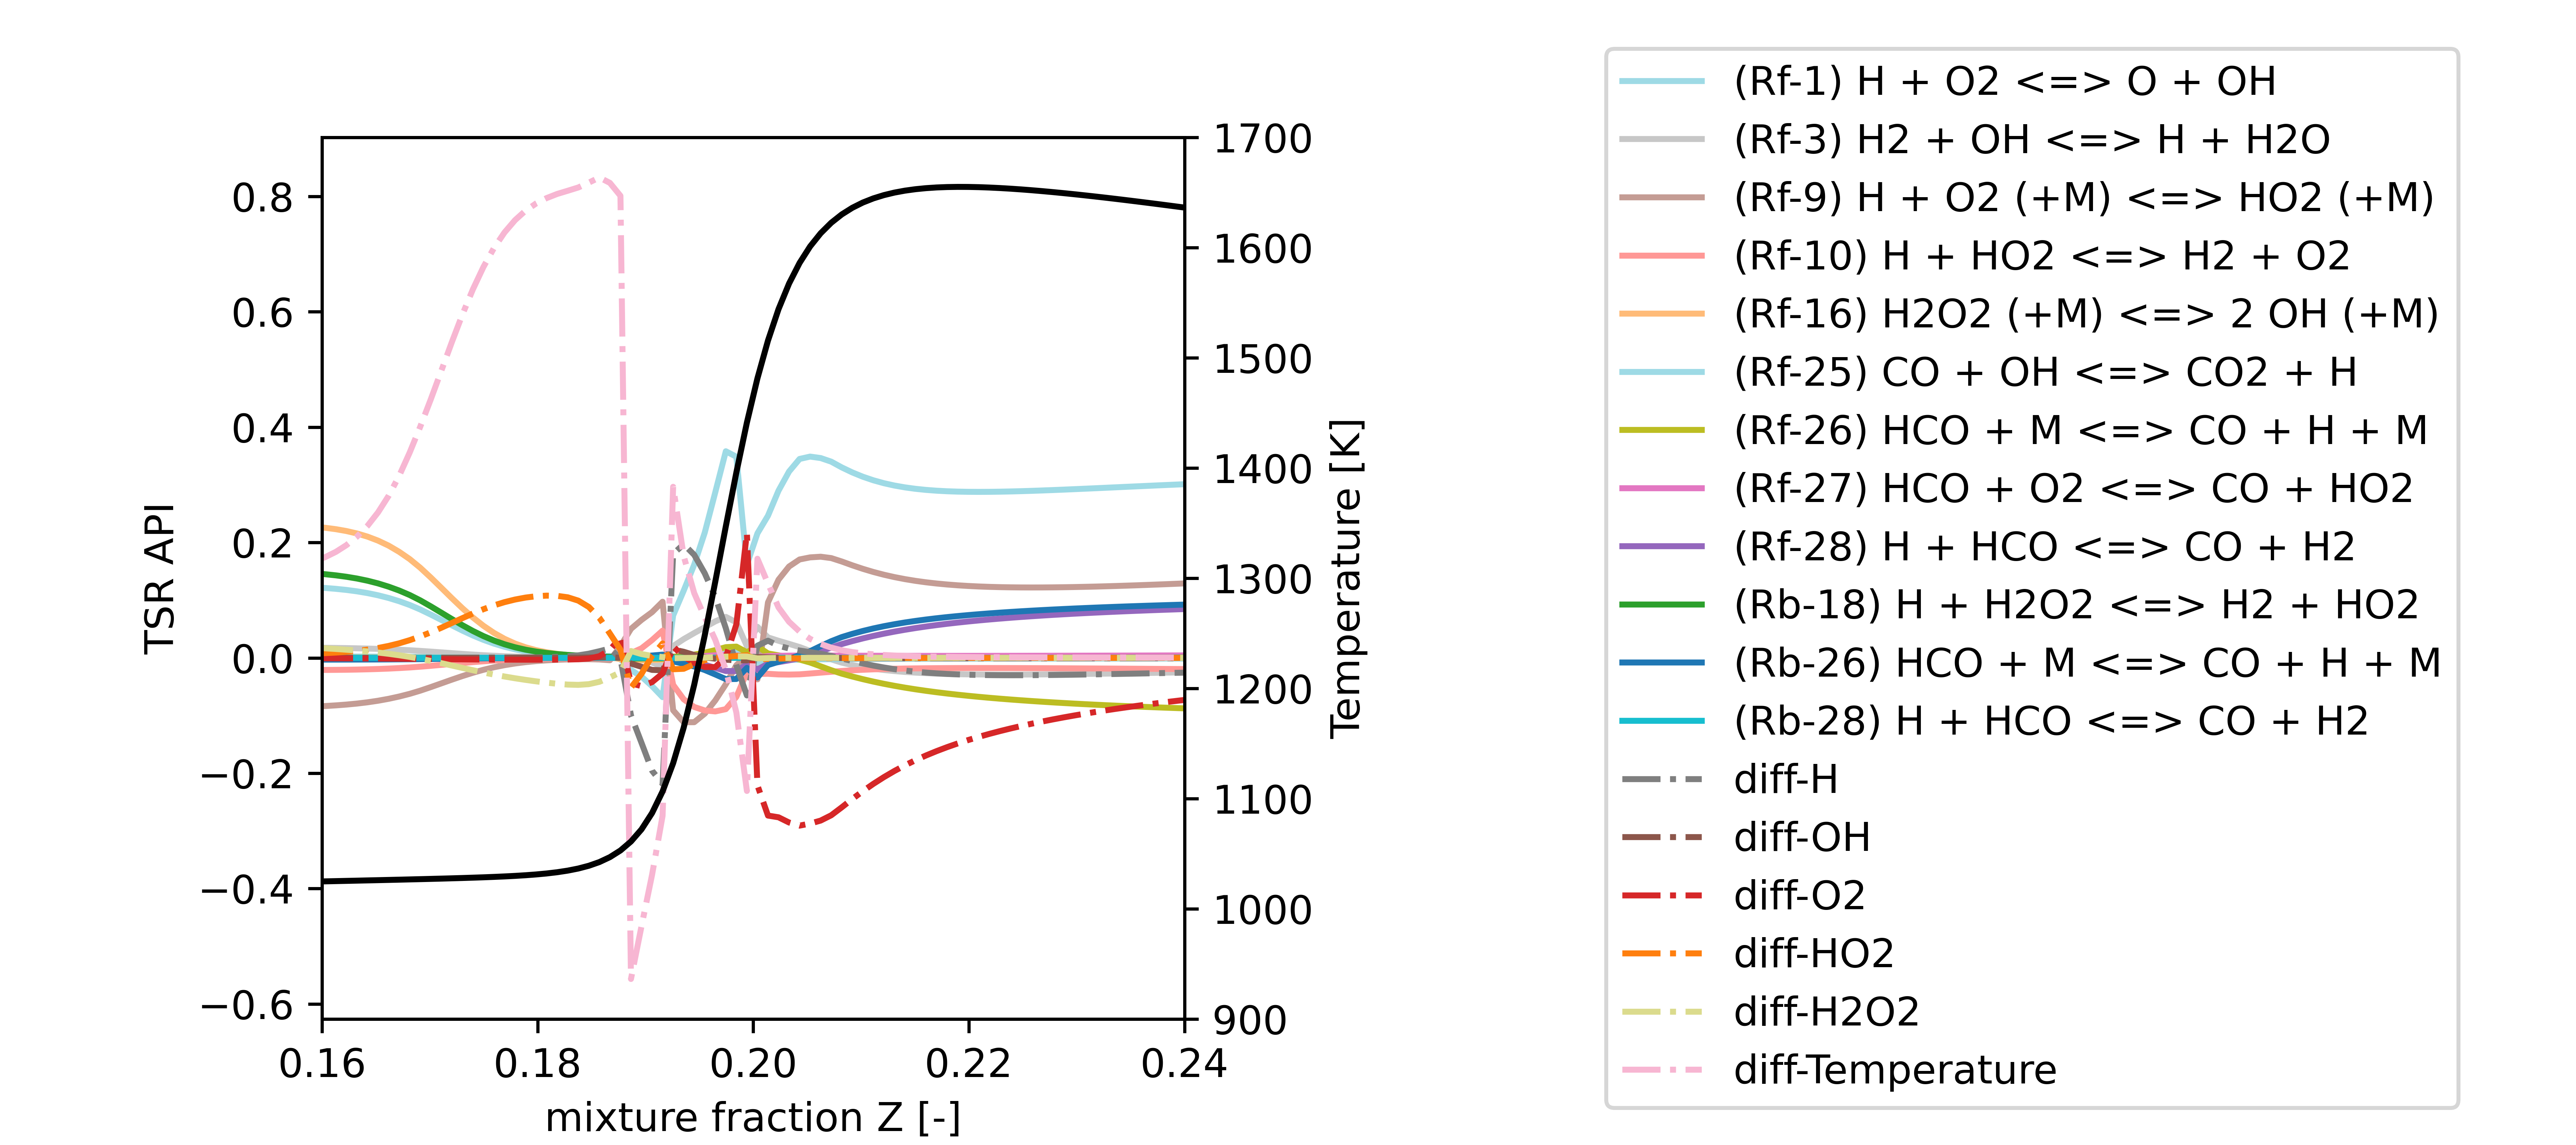 TSR API
0.8
0.6
0.4
0.2
0.0
−0.2
−0.4
−0.6
0.16
0.18
0.20
0.22
0.24
mixture fraction Z [-]
1700
1600
1500
1400
1300
1200
1100
1000
900
Temperature [K]
(Rf-1) H + O2 <=> O + OH
(Rf-3) H2 + OH <=> H + H2O
(Rf-9) H + O2 (+M) <=> HO2 (+M)
(Rf-10) H + HO2 <=> H2 + O2
(Rf-16) H2O2 (+M) <=> 2 OH (+M)
(Rf-25) CO + OH <=> CO2 + H
(Rf-26) HCO + M <=> CO + H + M
(Rf-27) HCO + O2 <=> CO + HO2
(Rf-28) H + HCO <=> CO + H2
(Rb-18) H + H2O2 <=> H2 + HO2
(Rb-26) HCO + M <=> CO + H + M
(Rb-28) H + HCO <=> CO + H2
diff-H
diff-OH
diff-O2
diff-HO2
diff-H2O2
diff-Temperature